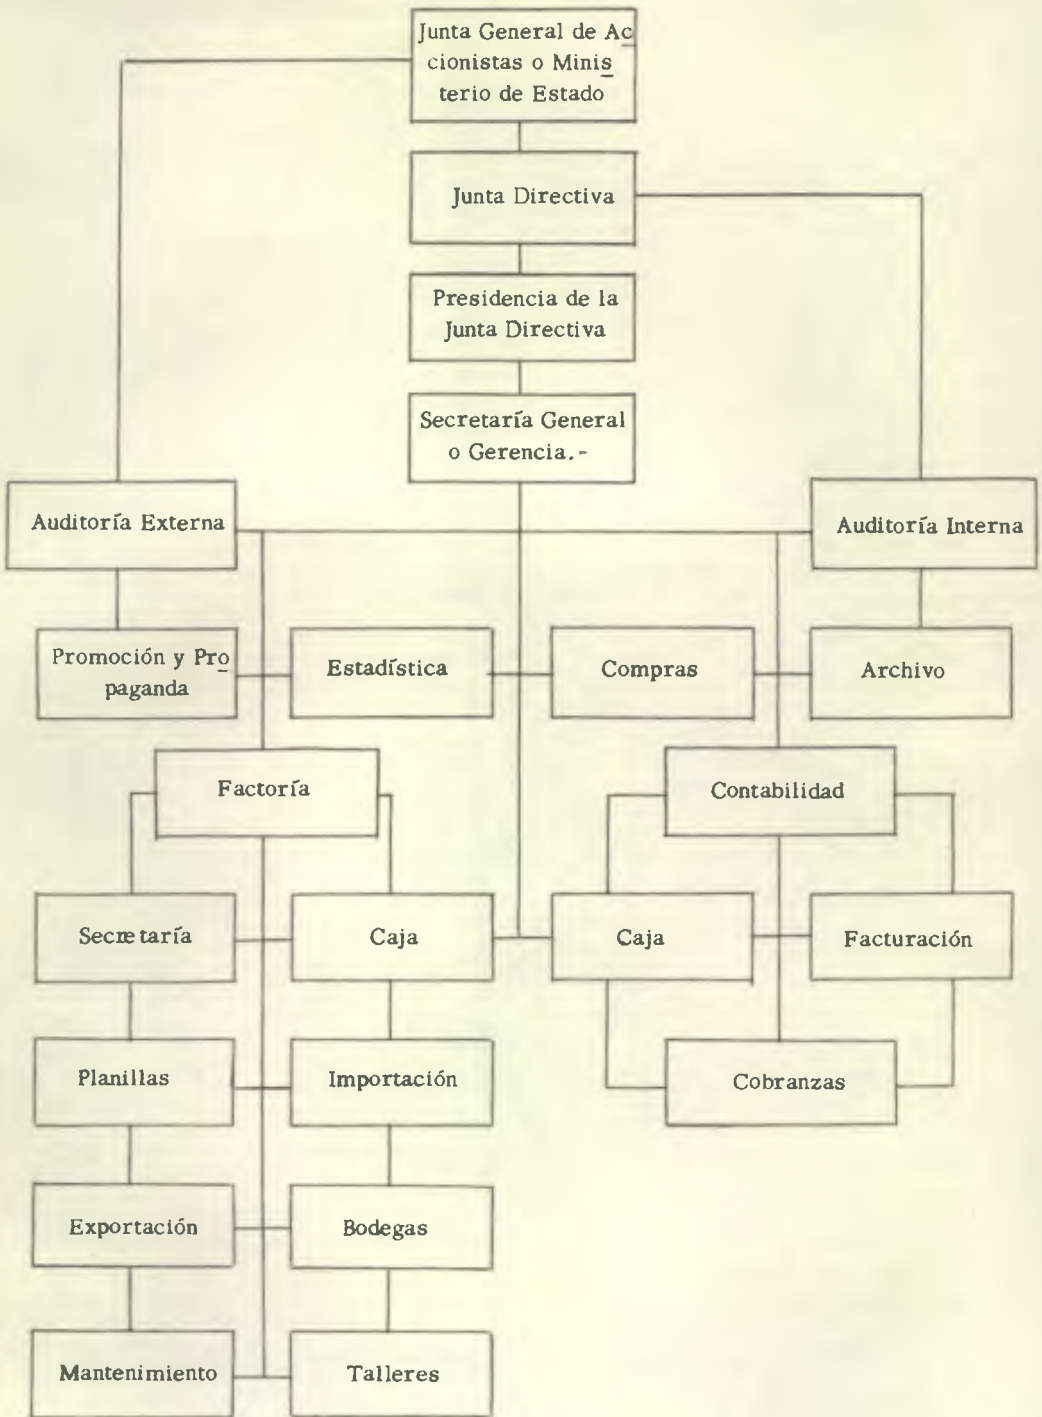 Junta General de Ac
cionistas o Minis
terio de Estado
Junta Directiva
Presidencia de la
Junta Directiva
Secretaría General
o Gerencia.-
Auditoría Externa
Auditoría Interna
Promoción y Pro
paganda
Estadística
Compras
Archivo
Factoría
Contabilidad
Secretaría
Caja
Caja
Facturación
Planillas
Importación
Cobranzas
Exportación
Bodegas
Mantenimiento
Talleres